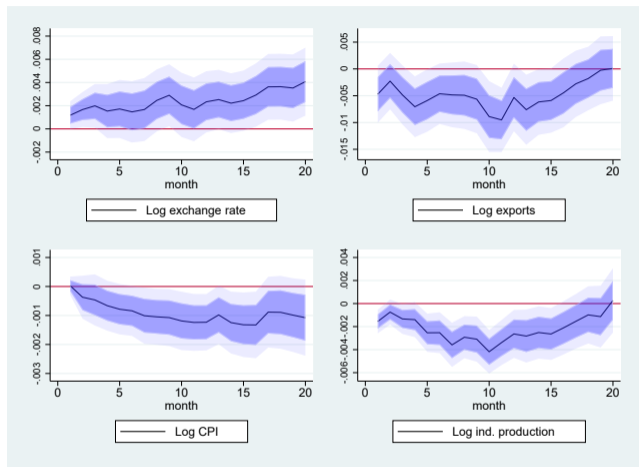 .008
.006
.004
.002
0
-.002
0 5 10 15 20
month
Log exchange rate
.005
0
-.005
-.01
-.015
0 5 10 15 20
month
Log exports
.001
0
-.001
-.002
-.003
0 5 10 15 20
month
Log CPI
.004
.002
0
-.002
-.004
-.006
0 5 10 15 20
month
Log ind. production